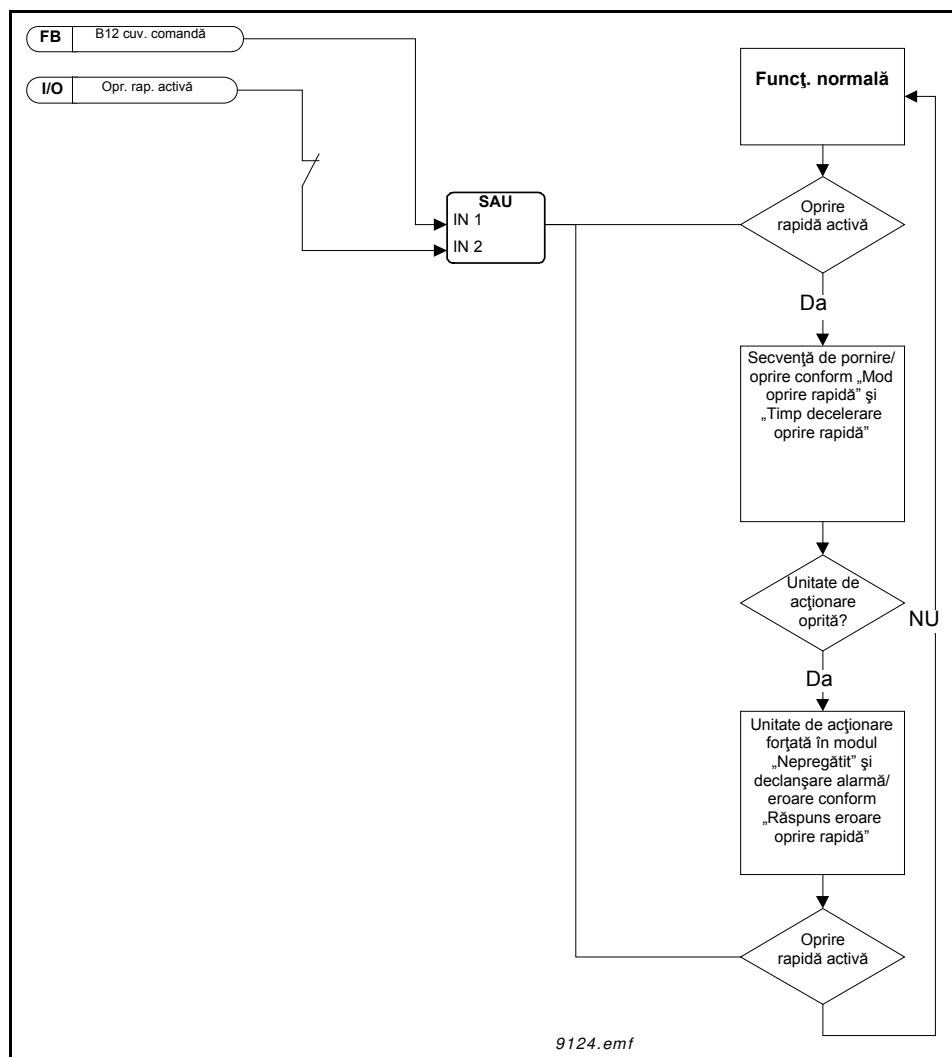 FB B12 cuv. comandă
I/O Opr. rap. activă
SAU
IN 1
IN 2
Funcţ. normală
Oprire
rapidă activă
Da
Secvenţă de pornire/
oprire conform „Mod
oprire rapidă” şi
„Timp decelerare
oprire rapidă”
Unitate de
acţionare
oprită?
NU
Da
Unitate de acţionare
forţată în modul
„Nepregătit” şi
declanşare alarmă/
eroare conform
„Răspuns eroare
oprire rapidă”
Oprire
rapidă activă
9124.emf